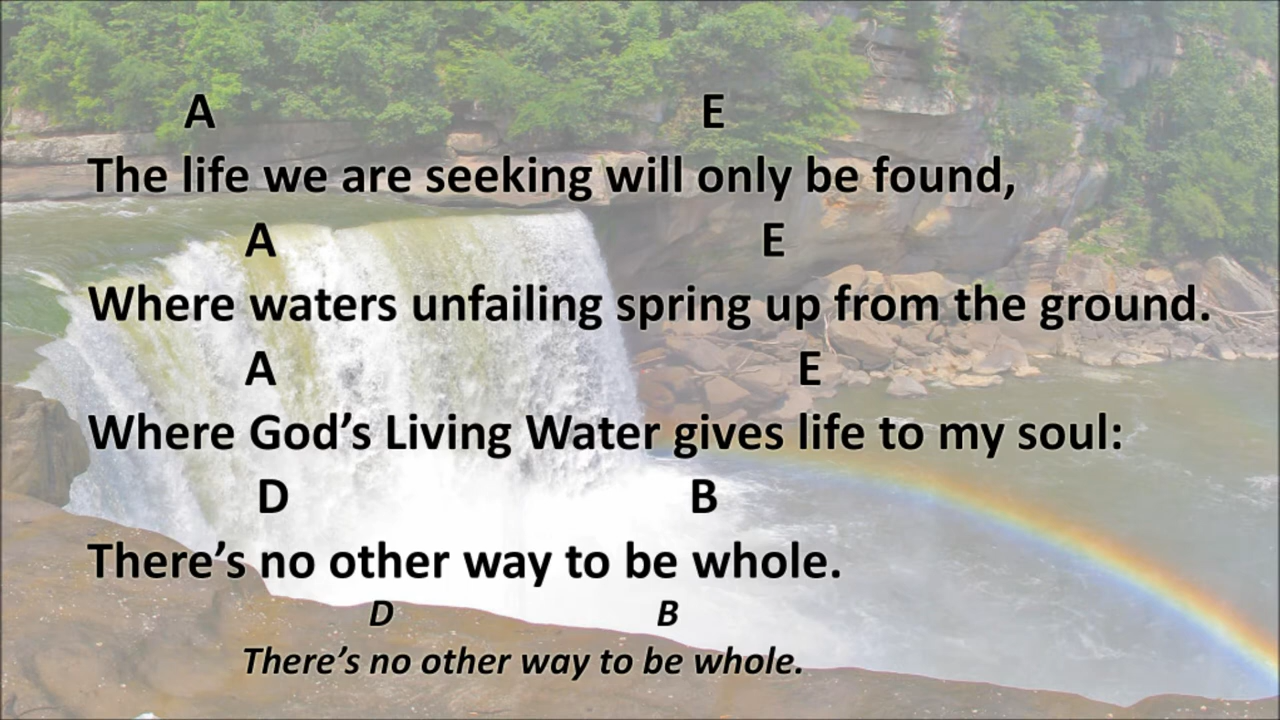 A E
The life we are seeking will only be found,
A E
Where waters unfailing spring up from the ground.
A E
Where God’s Living Water gives life to my soul:
D B
There’s no other way to be whole.
D B
There’s no other way to be whole.